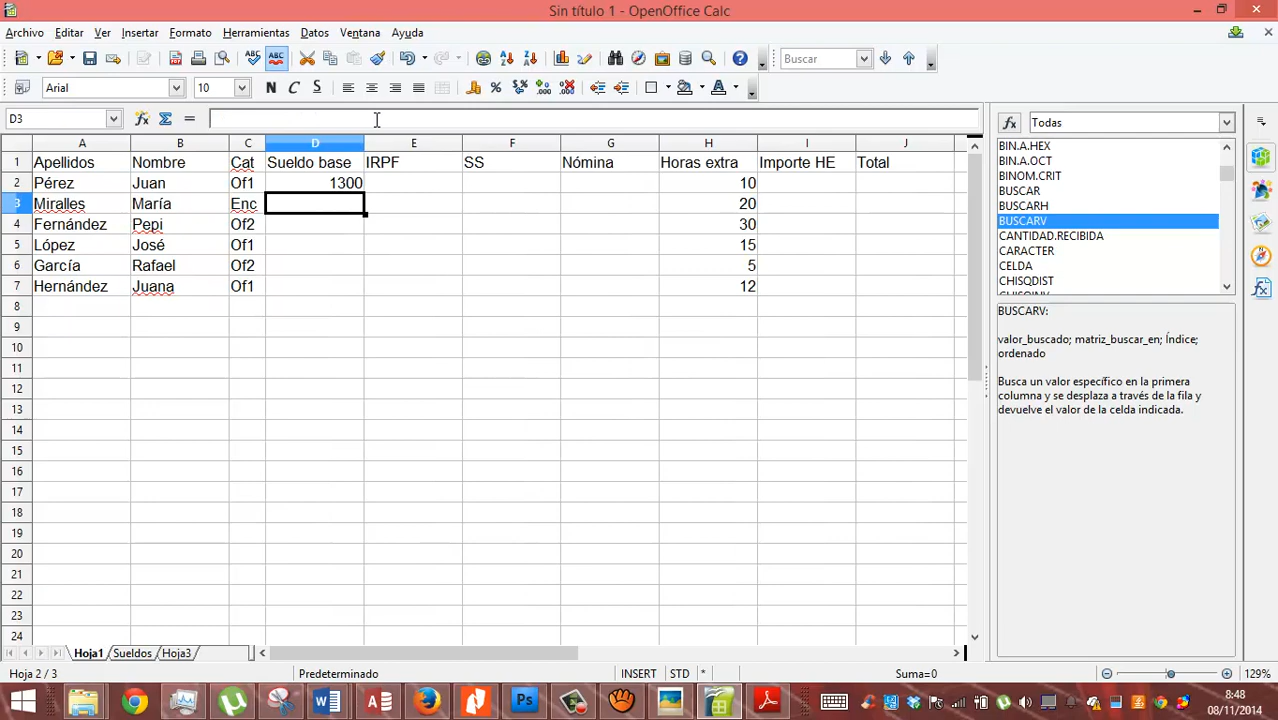 Sin título 1 - OpenOffice Calc
Archivo Editar Ver Insertar Formato Herramientas Datos Ventana Ayuda
ABC ABC Buscar
Arial 10 N C S
D3 fx Σ = fx Todas
A B C D E F G H I J
1 Apellidos Nombre Cat Sueldo base IRPF SS Nómina Horas extra Importe HE Total
2 Pérez Juan Of1 1300 10
3 Miralles María Enc 20
4 Fernández Pepi Of2 30
5 López José Of1 15
6 García Rafael Of2 5
7 Hernández Juana Of1 12
8
9
10
11
12
13
14
15
16
17
18
19
20
21
22
23
24
BIN.A.HEX
BIN.A.OCT
BINOM.CRIT
BUSCAR
BUSCARH
BUSCARV
CANTIDAD.RECIBIDA
CARACTER
CELDA
CHISQDIST
CHISQINV
BUSCARV:
valor_buscado; matriz_buscar_en; Índice;
ordenado
Busca un valor específico en la primera
columna y se desplaza a través de la fila y
devuelve el valor de la celda indicada.
Hoja1 Sueldos Hoja3
Hoja 2 / 3 Predeterminado INSERT STD * Suma=0 129%
8:48
08/11/2014